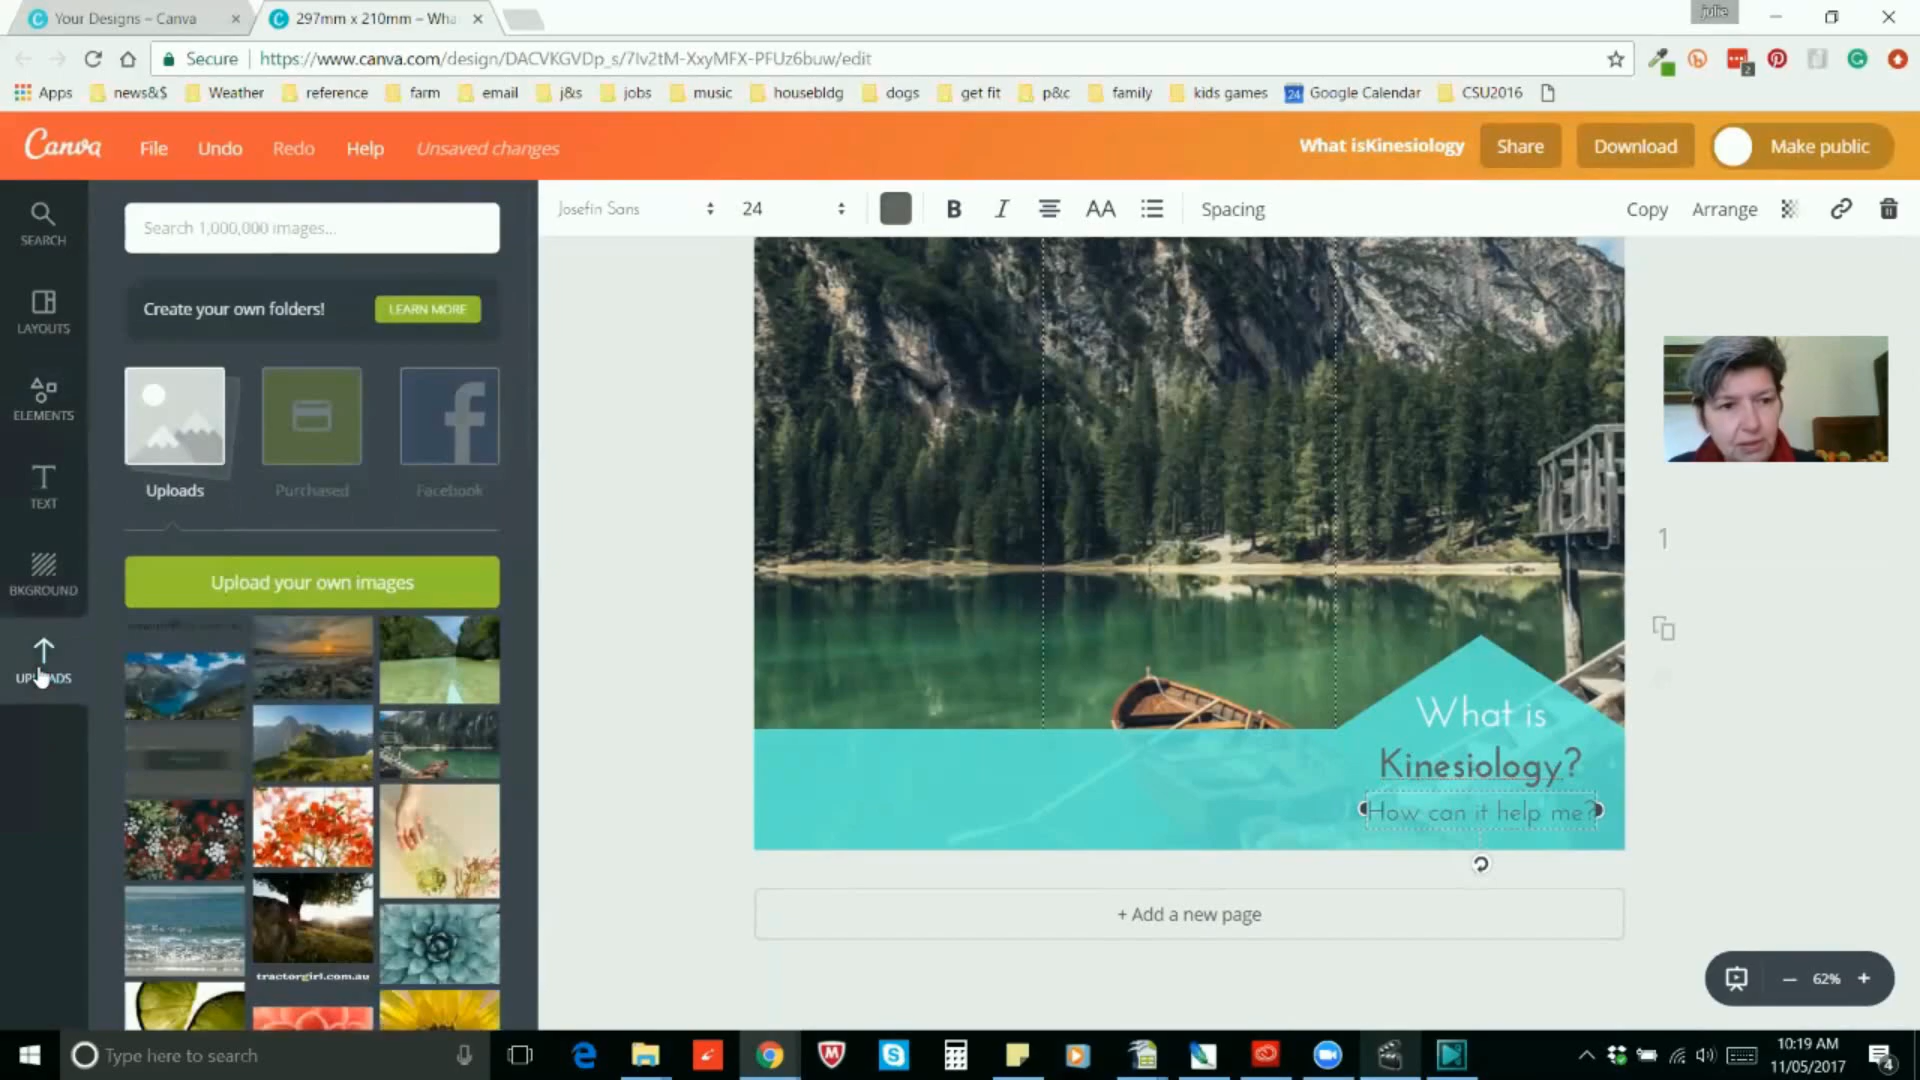 Your Designs – Canva
297mm x 210mm – Wha
julie
Secure
https://www.canva.com/design/DACVKGVDp_s/7Iv2tM-XxyMFX-PFUz6buw/edit
2
Apps
news&$
Weather
reference
farm
email
j&s
jobs
music
housebldg
dogs
get fit
p&c
family
kids games
24
Google Calendar
CSU2016
Canva
File
Undo
Redo
Help
Unsaved changes
What isKinesiology
Share
Download
Make public
SEARCH
LAYOUTS
ELEMENTS
TEXT
BKGROUND
UPLOADS
Search 1,000,000 images...
Create your own folders!
LEARN MORE
Uploads
Purchased
Facebook
Upload your own images
tractorgirl.com.au
Josefin Sans
24
B
I
AA
Spacing
Copy
Arrange
What is
Kinesiology?
How can it help me?
1
+ Add a new page
62%
Type here to search
10:19 AM
11/05/2017
4